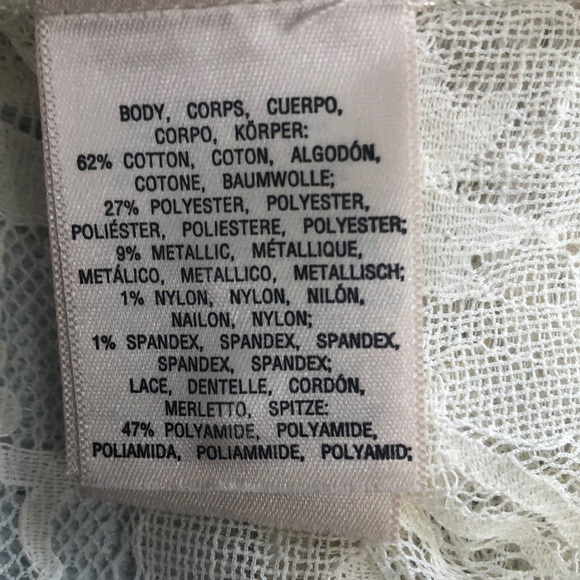 BODY, CORPS, CUERPO,
CORPO, KÖRPER:
62% COTTON, COTON, ALGODÓN,
COTONE, BAUMWOLLE;
27% POLYESTER, POLYESTER,
POLIÉSTER, POLIESTERE, POLYESTER;
9% METALLIC, MÉTALLIQUE,
METÁLICO, METALLICO, METALLISCH;
1% NYLON, NYLON, NILÓN,
NAILON, NYLON;
1% SPANDEX, SPANDEX, SPANDEX,
SPANDEX, SPANDEX;
LACE, DENTELLE, CORDÓN,
MERLETTO, SPITZE:
47% POLYAMIDE, POLYAMIDE,
POLIAMIDA, POLIAMMIDE, POLYAMID;